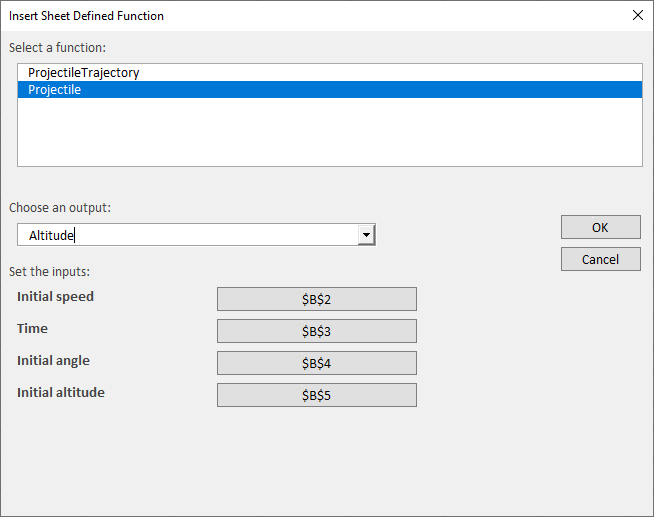 Insert Sheet Defined Function
Select a function:
ProjectileTrajectory
Projectile
Choose an output:
Altitude
OK
Cancel
Set the inputs:
Initial speed $B$2
Time $B$3
Initial angle $B$4
Initial altitude $B$5